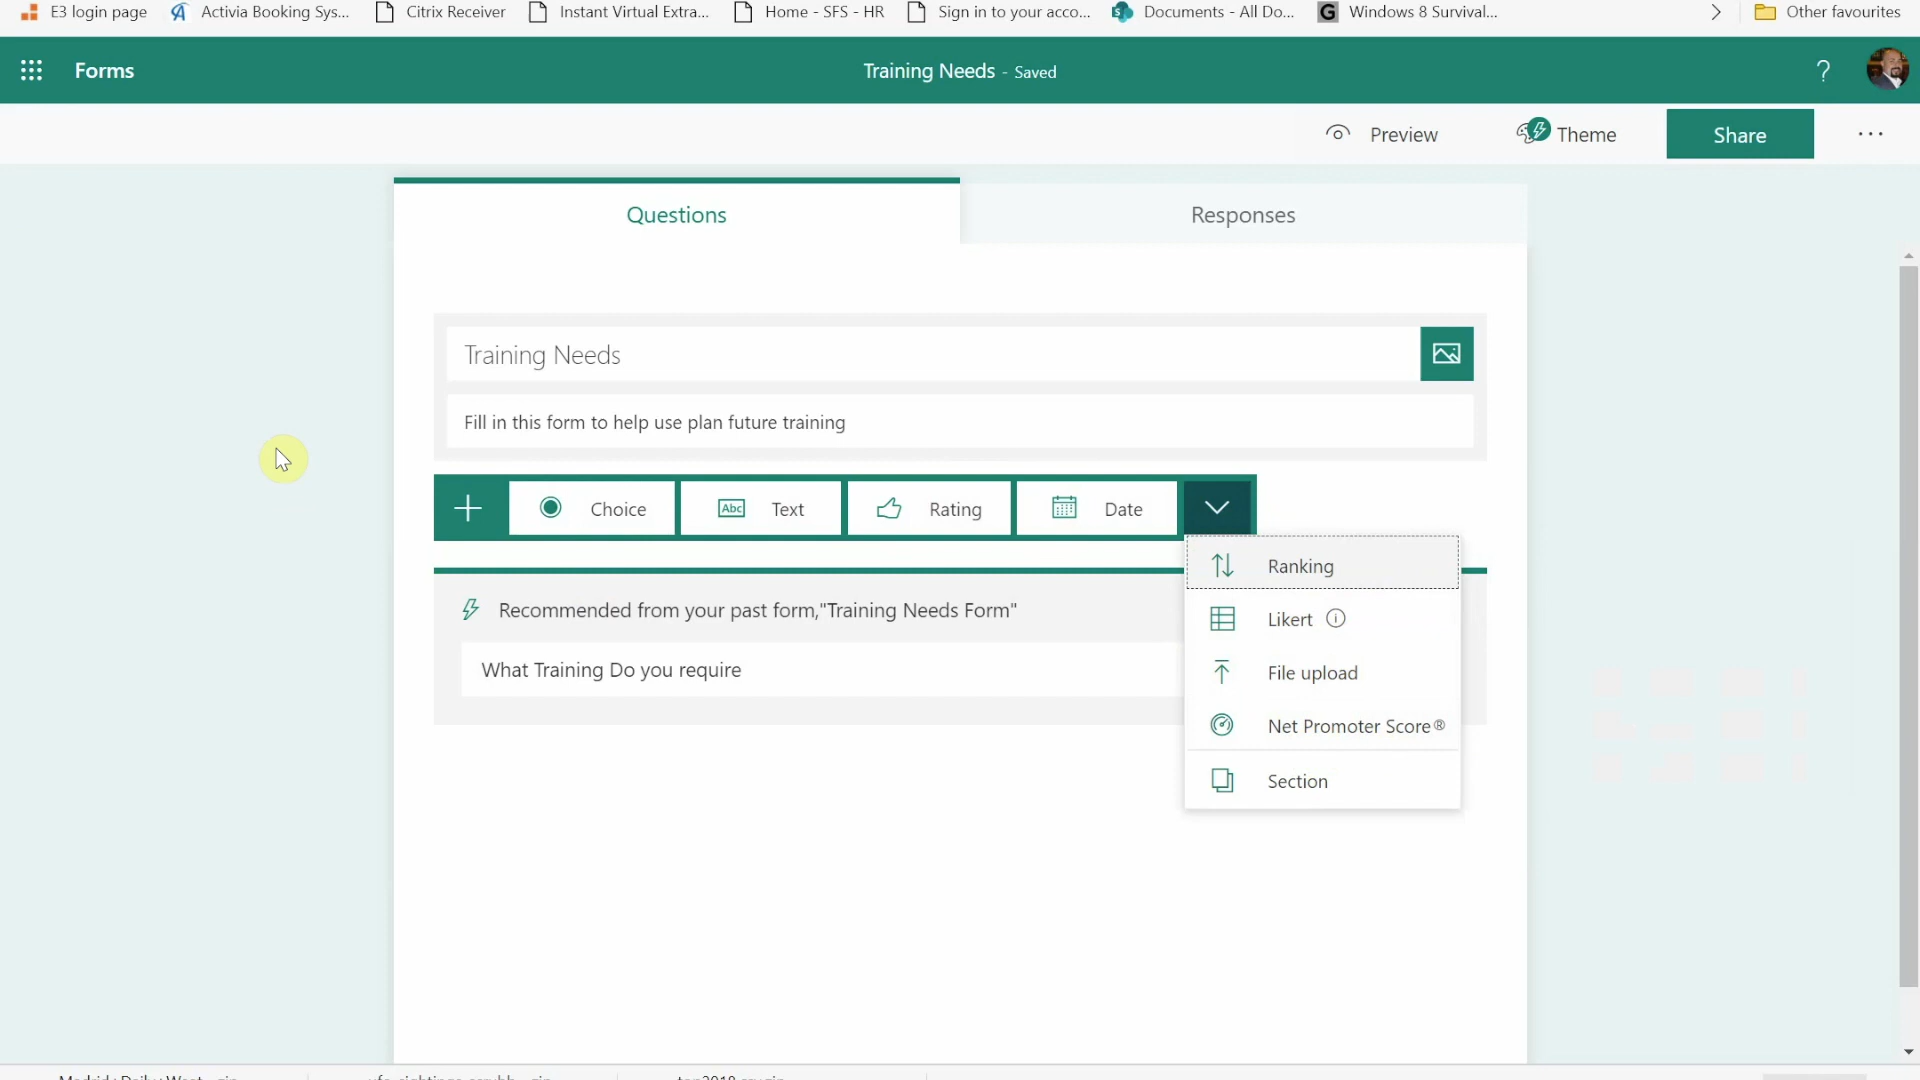 E3 login page Activia Booking Sys... Citrix Receiver Instant Virtual Extra... Home - SFS - HR Sign in to your acco... Documents - All Do... G Windows 8 Survival... Other favourites
Forms Training Needs - Saved ?
Preview Theme Share ...
Questions Responses
Training Needs
Fill in this form to help use plan future training
Choice Abc Text Rating Date
Ranking
Likert
File upload
Net Promoter Score®
Section
Recommended from your past form,"Training Needs Form"
What Training Do you require